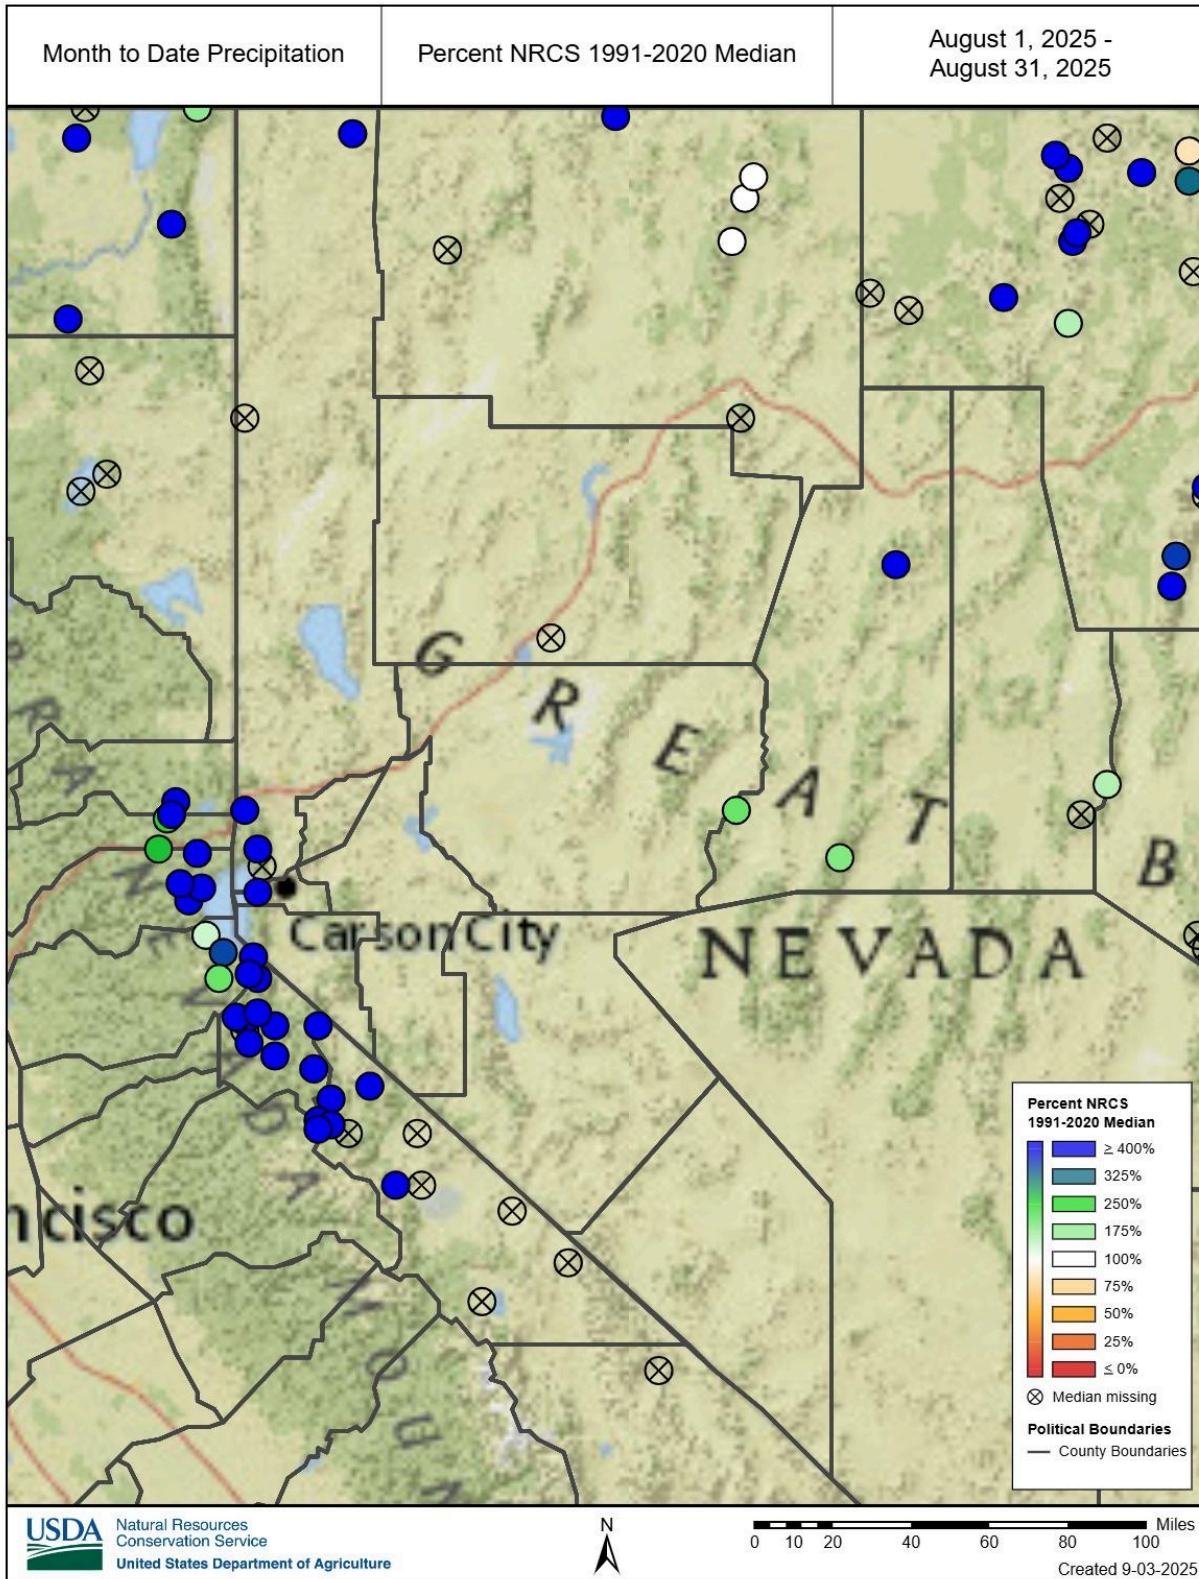 Month to Date Precipitation
Percent NRCS 1991-2020 Median
August 1, 2025 -
August 31, 2025
GREAT B
Carson City
NEVADA
ncisco
MOUN
Percent NRCS
1991-2020 Median
≥ 400%
325%
250%
175%
100%
75%
50%
25%
≤ 0%
Median missing
Political Boundaries
County Boundaries
USDA
Natural Resources
Conservation Service
United States Department of Agriculture
N
Miles
0 10 20 40 60 80 100
Created 9-03-2025